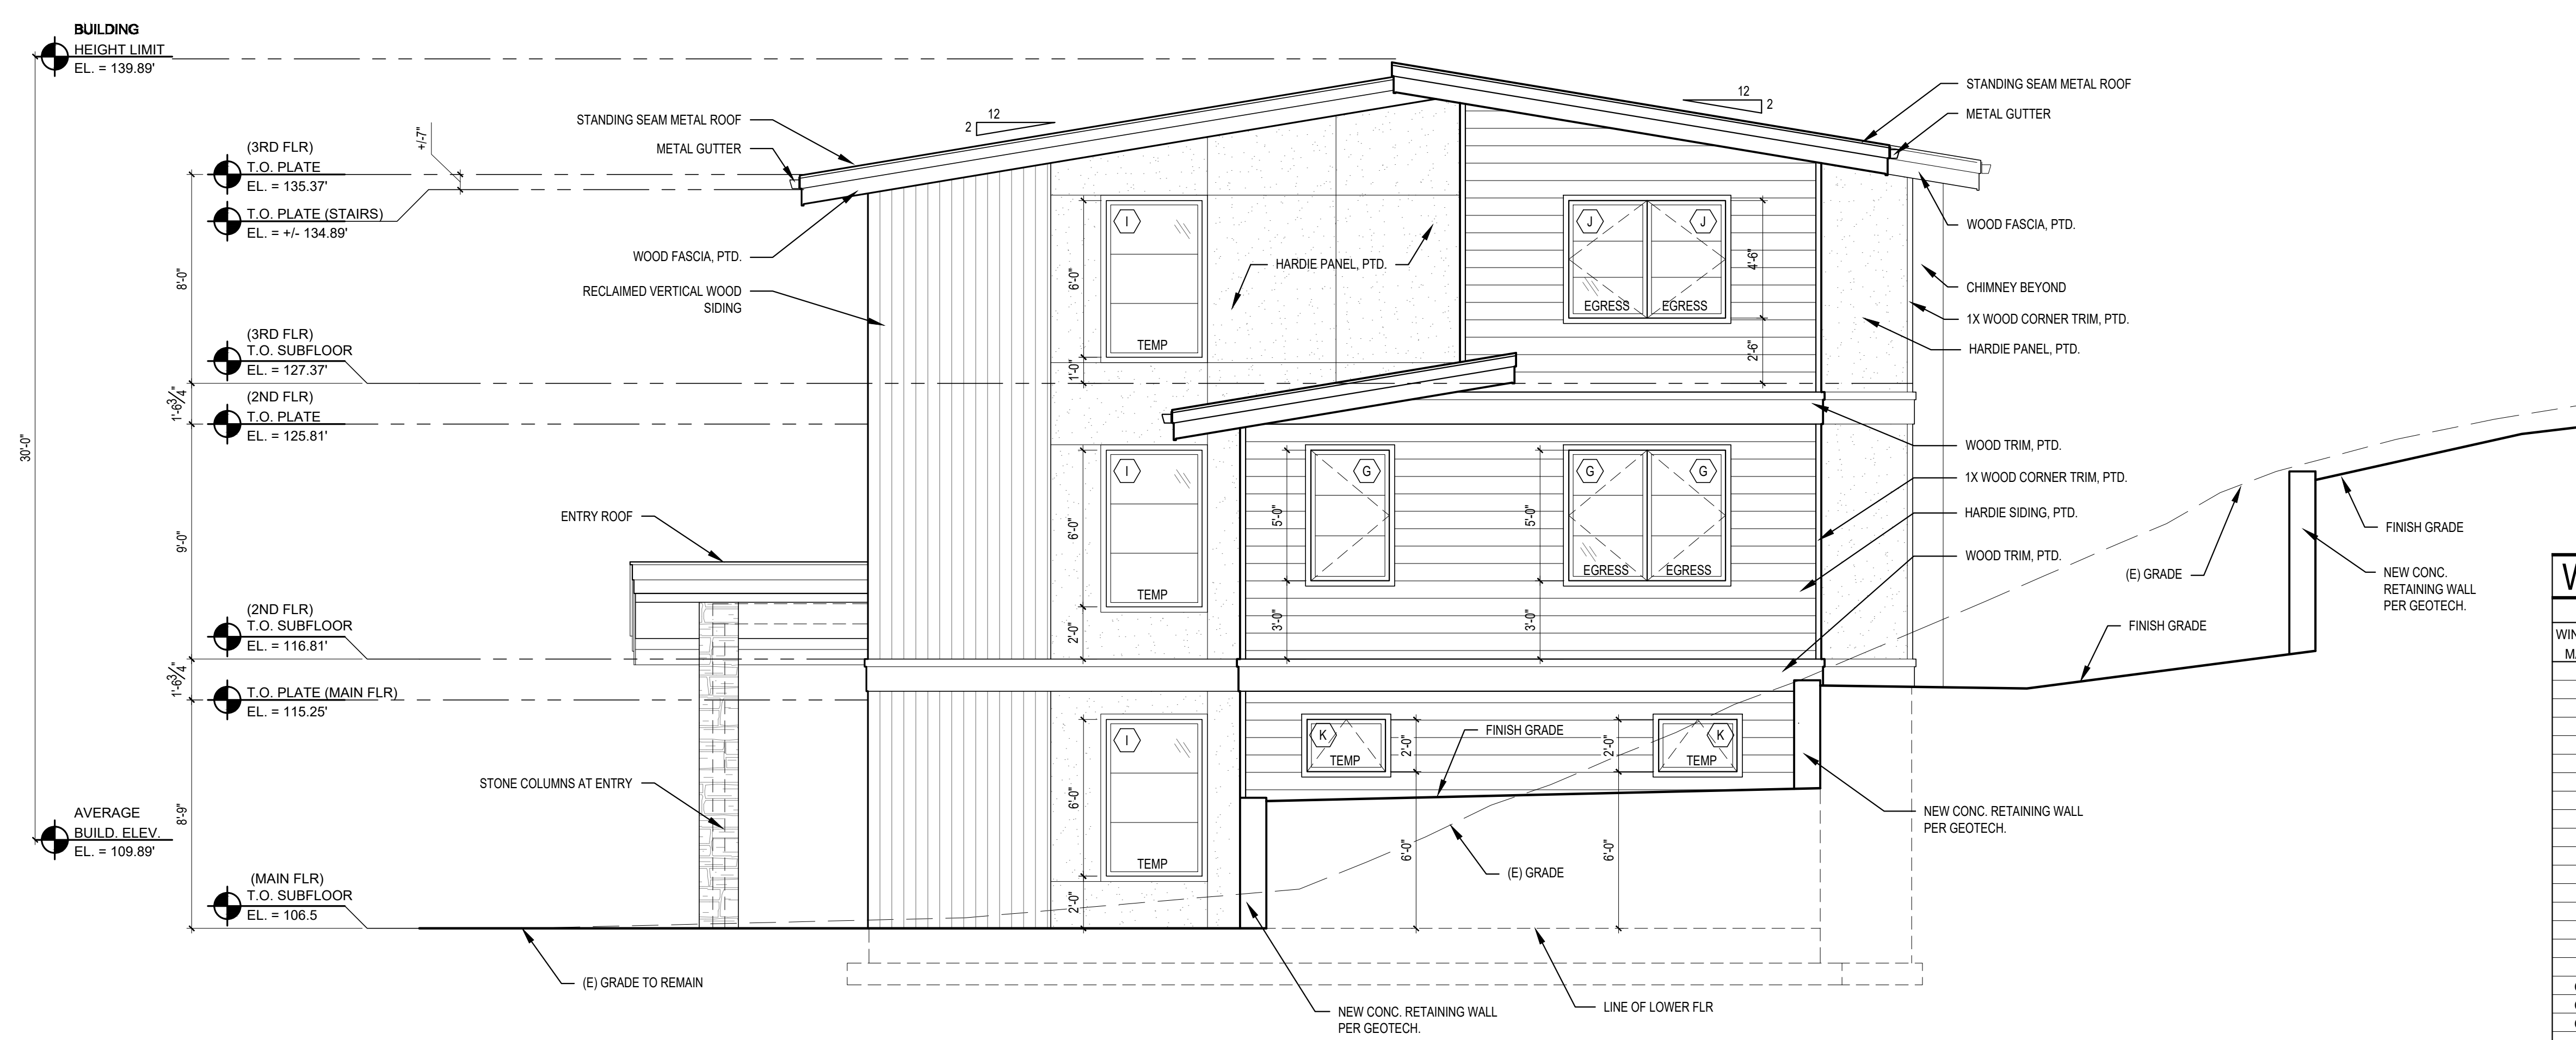 BUILDING
HEIGHT LIMIT
EL. = 139.89'
30'-0"
AVERAGE
BUILD. ELEV.
EL. = 109.89'
(3RD FLR)
T.O. PLATE
EL. = 135.37'
T.O. PLATE (STAIRS)
EL. = +/- 134.89'
+/-7"
8'-0"
(3RD FLR)
T.O. SUBFLOOR
EL. = 127.37'
1'-6 3/4"
(2ND FLR)
T.O. PLATE
EL. = 125.81'
9'-0"
(2ND FLR)
T.O. SUBFLOOR
EL. = 116.81'
1'-6 3/4"
T.O. PLATE (MAIN FLR)
EL. = 115.25'
8'-9"
(MAIN FLR)
T.O. SUBFLOOR
EL. = 106.5
STANDING SEAM METAL ROOF
METAL GUTTER
WOOD FASCIA, PTD.
RECLAIMED VERTICAL WOOD
SIDING
ENTRY ROOF
STONE COLUMNS AT ENTRY
(E) GRADE TO REMAIN
12
2
12
2
I
TEMP
6'-0"
1'-0"
HARDIE PANEL, PTD.
J
J
EGRESS
EGRESS
4'-6"
2'-6"
I
TEMP
6'-0"
2'-0"
G
5'-0"
3'-0"
G
G
EGRESS
EGRESS
5'-0"
3'-0"
I
TEMP
6'-0"
2'-0"
K
TEMP
2'-0"
6'-0"
FINISH GRADE
K
TEMP
2'-0"
6'-0"
(E) GRADE
NEW CONC. RETAINING WALL
PER GEOTECH.
LINE OF LOWER FLR
STANDING SEAM METAL ROOF
METAL GUTTER
WOOD FASCIA, PTD.
CHIMNEY BEYOND
1X WOOD CORNER TRIM, PTD.
HARDIE PANEL, PTD.
WOOD TRIM, PTD.
1X WOOD CORNER TRIM, PTD.
HARDIE SIDING, PTD.
WOOD TRIM, PTD.
NEW CONC. RETAINING WALL
PER GEOTECH.
(E) GRADE
FINISH GRADE
FINISH GRADE
NEW CONC.
RETAINING WALL
PER GEOTECH.